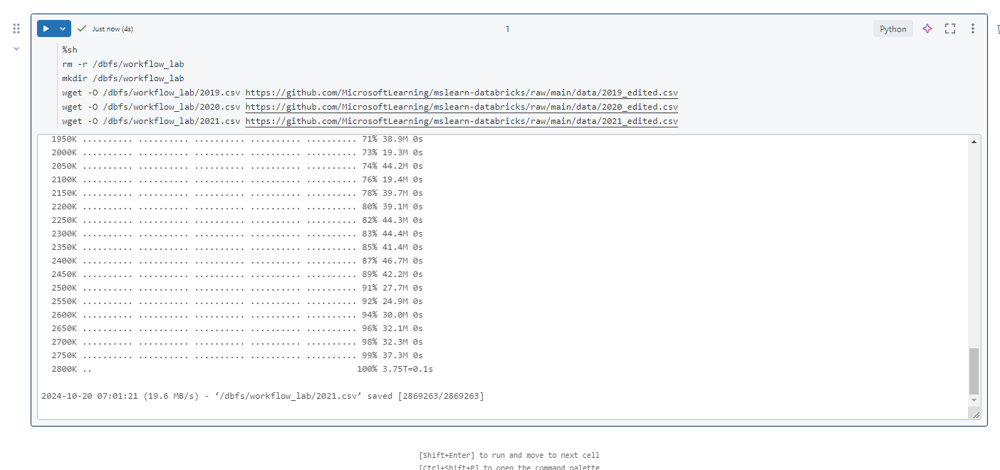 Just now (4s)
1
Python
%sh
rm -r /dbfs/workflow_lab
mkdir /dbfs/workflow_lab
wget -O /dbfs/workflow_lab/2019.csv https://github.com/MicrosoftLearning/mslearn-databricks/raw/main/data/2019_edited.csv
wget -O /dbfs/workflow_lab/2020.csv https://github.com/MicrosoftLearning/mslearn-databricks/raw/main/data/2020_edited.csv
wget -O /dbfs/workflow_lab/2021.csv https://github.com/MicrosoftLearning/mslearn-databricks/raw/main/data/2021_edited.csv
1950K .......... .......... .......... .......... .......... 71% 38.9M 0s
2000K .......... .......... .......... .......... .......... 73% 19.3M 0s
2050K .......... .......... .......... .......... .......... 74% 44.2M 0s
2100K .......... .......... .......... .......... .......... 76% 19.4M 0s
2150K .......... .......... .......... .......... .......... 78% 39.7M 0s
2200K .......... .......... .......... .......... .......... 80% 39.1M 0s
2250K .......... .......... .......... .......... .......... 82% 44.3M 0s
2300K .......... .......... .......... .......... .......... 83% 44.4M 0s
2350K .......... .......... .......... .......... .......... 85% 41.4M 0s
2400K .......... .......... .......... .......... .......... 87% 46.7M 0s
2450K .......... .......... .......... .......... .......... 89% 42.2M 0s
2500K .......... .......... .......... .......... .......... 91% 27.7M 0s
2550K .......... .......... .......... .......... .......... 92% 24.9M 0s
2600K .......... .......... .......... .......... .......... 94% 30.0M 0s
2650K .......... .......... .......... .......... .......... 96% 32.1M 0s
2700K .......... .......... .......... .......... .......... 98% 32.3M 0s
2750K .......... .......... .......... .......... .......... 99% 37.3M 0s
2800K .. 100% 3.75T=0.1s
2024-10-20 07:01:21 (19.6 MB/s) - ‘/dbfs/workflow_lab/2021.csv’ saved [2869263/2869263]
[Shift+Enter] to run and move to next cell
[Ctrl+Shift+P] to open the command palette